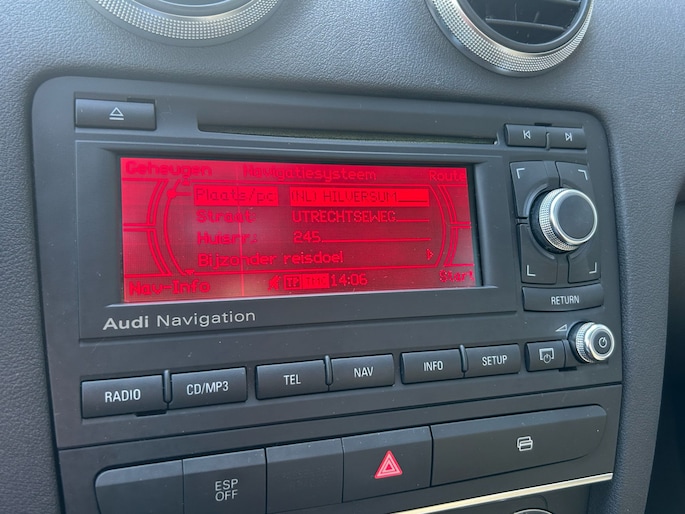 Geheugen Navigatiesysteem Route
Plaats/pc (NL) HILVERSUM
Straat UTRECHTSEWEG
Huisnr. 245
Bijzonder reisdoel
Nav-Info TP 14:06 Start
Audi Navigation
RETURN
RADIO CD/MP3 TEL NAV INFO SETUP
ESP
OFF